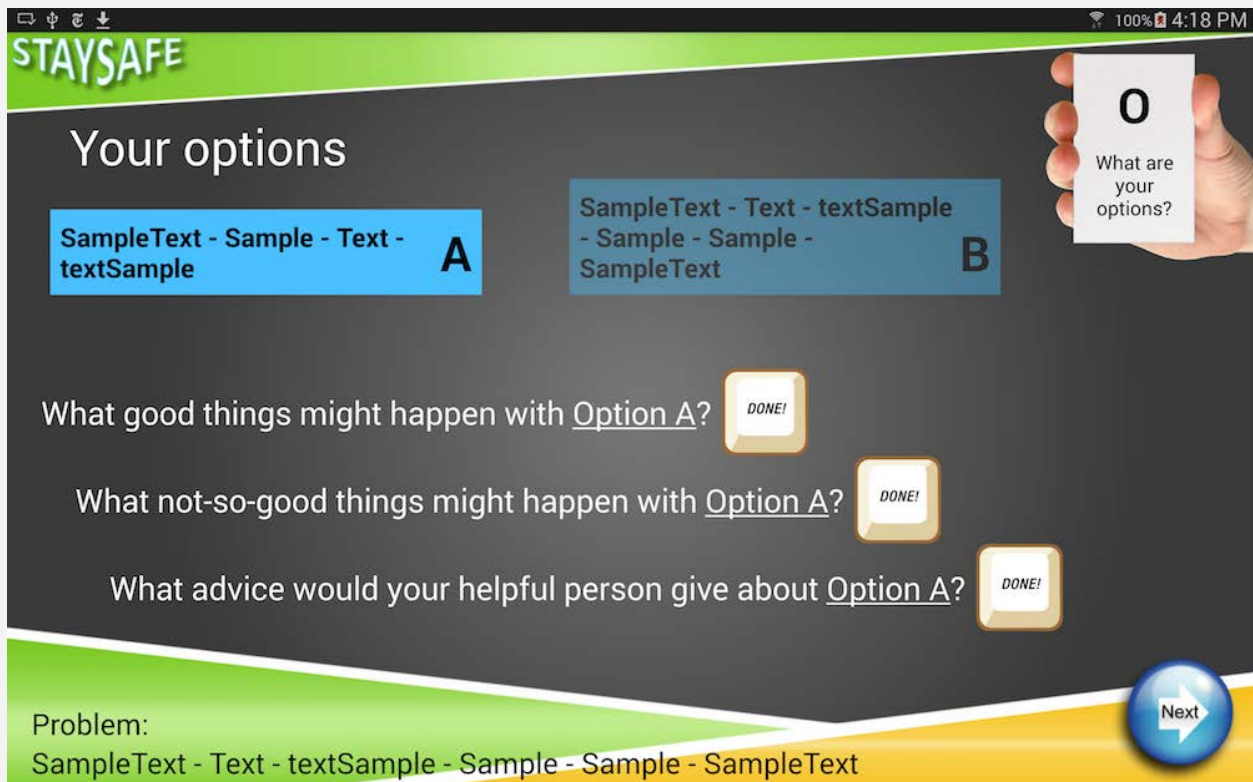 100% 4:18 PM
STAYSAFE
Your options
O
What are
your
options?
SampleText - Sample - Text -
textSample
A
SampleText - Text - textSample
- Sample - Sample -
SampleText
B
What good things might happen with Option A?
DONE!
What not-so-good things might happen with Option A?
DONE!
What advice would your helpful person give about Option A?
DONE!
Next
Problem:
SampleText - Text - textSample - Sample - Sample - SampleText